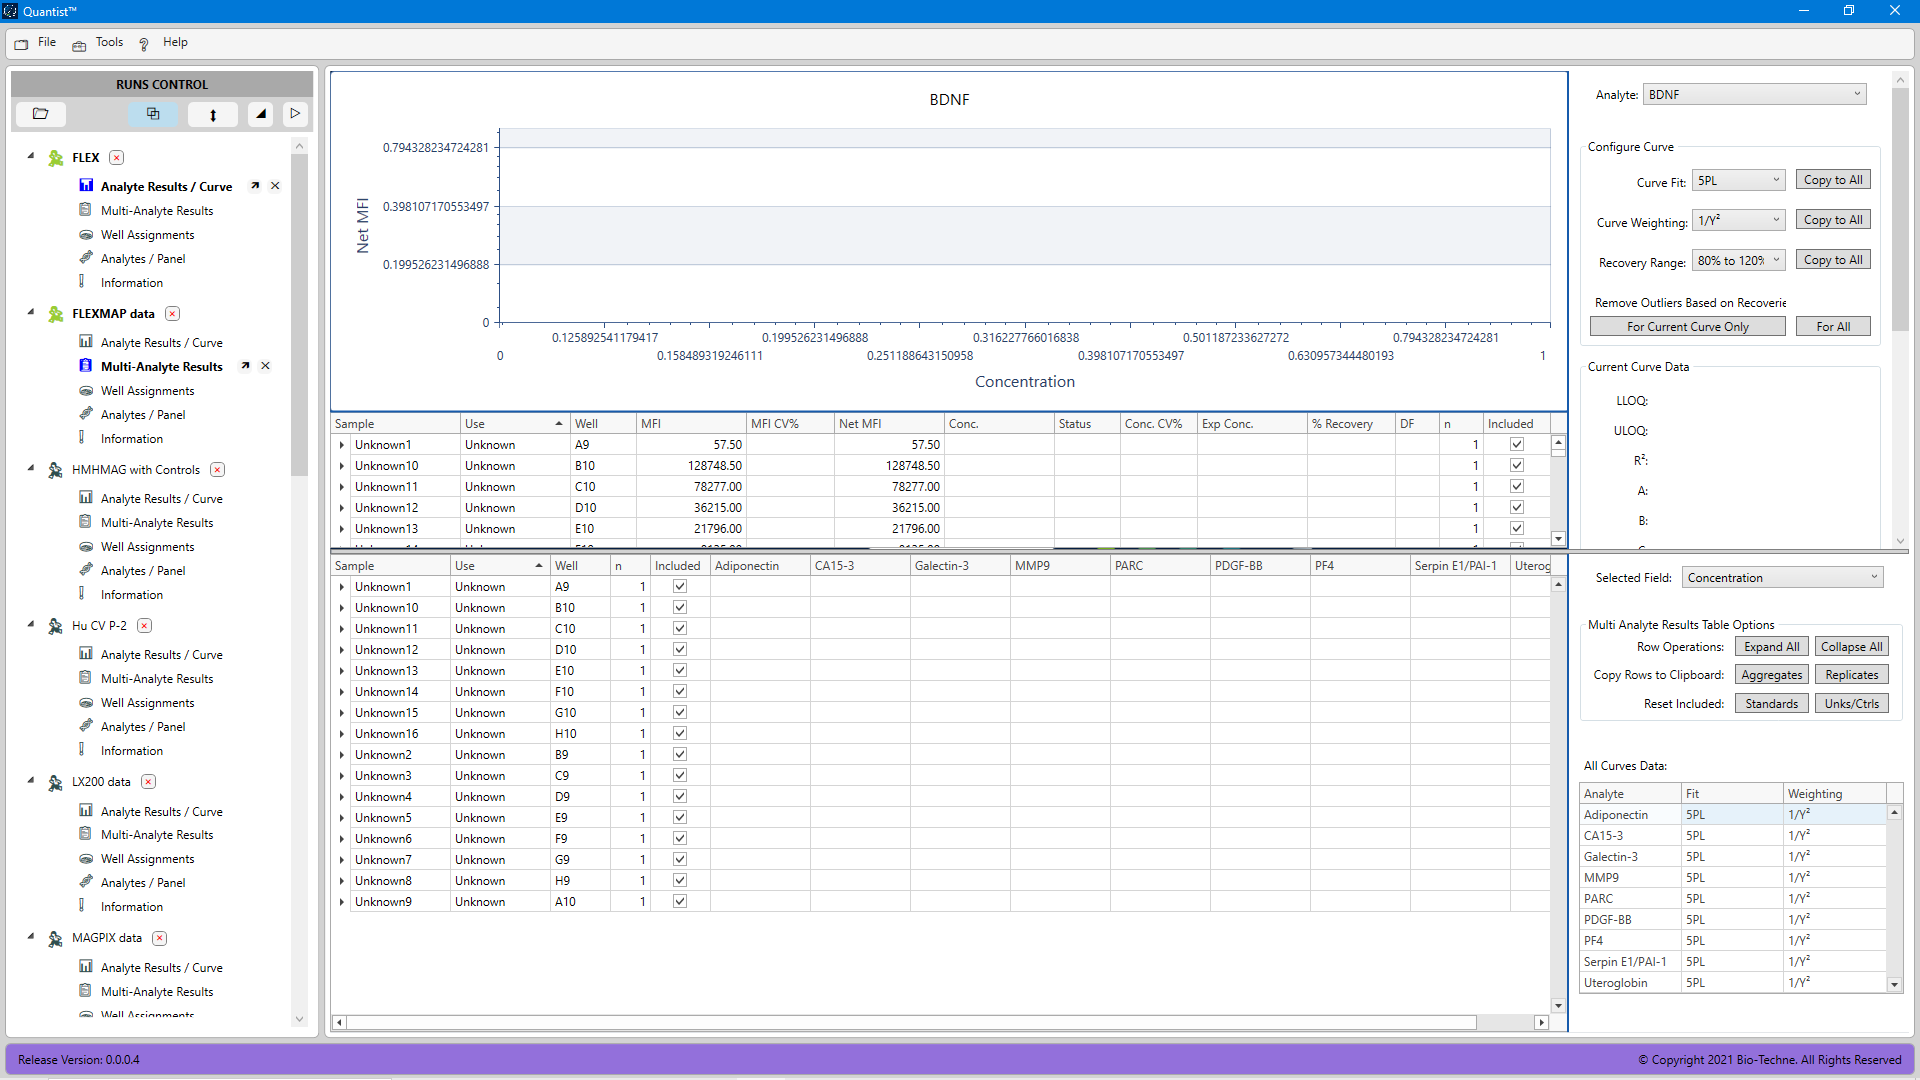 Quantist™
File Tools Help
RUNS CONTROL
FLEX
Analyte Results / Curve
Multi-Analyte Results
Well Assignments
Analytes / Panel
Information
FLEXMAP data
Analyte Results / Curve
Multi-Analyte Results
Well Assignments
Analytes / Panel
Information
HMHMAG with Controls
Analyte Results / Curve
Multi-Analyte Results
Well Assignments
Analytes / Panel
Information
Hu CV P-2
Analyte Results / Curve
Multi-Analyte Results
Well Assignments
Analytes / Panel
Information
LX200 data
Analyte Results / Curve
Multi-Analyte Results
Well Assignments
Analytes / Panel
Information
MAGPIX data
Analyte Results / Curve
Multi-Analyte Results
Well Assignments
BDNF
Net MFI
0.794328234724281
0.398107170553497
0.199526231496888
0
0.125892541179417 0.199526231496888 0.316227766016838 0.501187233627272 0.794328234724281
0 0.158489319246111 0.251188643150958 0.398107170553497 0.630957344480193 1
Concentration
Sample Use Well MFI MFI CV% Net MFI Conc. Status Conc. CV% Exp Conc. % Recovery DF n Included
Unknown1 Unknown A9 57.50 57.50 1
Unknown10 Unknown B10 128748.50 128748.50 1
Unknown11 Unknown C10 78277.00 78277.00 1
Unknown12 Unknown D10 36215.00 36215.00 1
Unknown13 Unknown E10 21796.00 21796.00 1
Sample Use Well n Included Adiponectin CA15-3 Galectin-3 MMP9 PARC PDGF-BB PF4 Serpin E1/PAI-1 Uterog
Unknown1 Unknown A9 1
Unknown10 Unknown B10 1
Unknown11 Unknown C10 1
Unknown12 Unknown D10 1
Unknown13 Unknown E10 1
Unknown14 Unknown F10 1
Unknown15 Unknown G10 1
Unknown16 Unknown H10 1
Unknown2 Unknown B9 1
Unknown3 Unknown C9 1
Unknown4 Unknown D9 1
Unknown5 Unknown E9 1
Unknown6 Unknown F9 1
Unknown7 Unknown G9 1
Unknown8 Unknown H9 1
Unknown9 Unknown A10 1
Analyte: BDNF
Configure Curve
Curve Fit: 5PL Copy to All
Curve Weighting: 1/Y² Copy to All
Recovery Range: 80% to 120% Copy to All
Remove Outliers Based on Recoverie
For Current Curve Only For All
Current Curve Data
LLOQ:
ULOQ:
R²:
A:
B:
Selected Field: Concentration
Multi Analyte Results Table Options
Row Operations: Expand All Collapse All
Copy Rows to Clipboard: Aggregates Replicates
Reset Included: Standards Unks/Ctrls
All Curves Data:
Analyte Fit Weighting
Adiponectin 5PL 1/Y²
CA15-3 5PL 1/Y²
Galectin-3 5PL 1/Y²
MMP9 5PL 1/Y²
PARC 5PL 1/Y²
PDGF-BB 5PL 1/Y²
PF4 5PL 1/Y²
Serpin E1/PAI-1 5PL 1/Y²
Uteroglobin 5PL 1/Y²
Release Version: 0.0.0.4
© Copyright 2021 Bio-Techne. All Rights Reserved